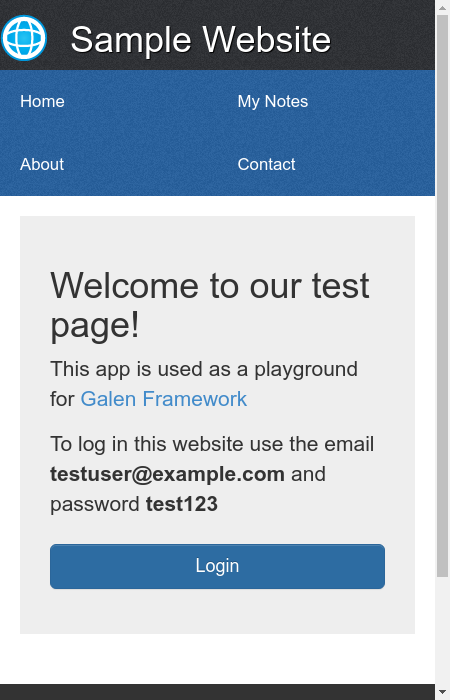 Sample Website
Home
My Notes
About
Contact
Welcome to our test
page!
This app is used as a playground
for Galen Framework
To log in this website use the email
testuser@example.com and
password test123
Login